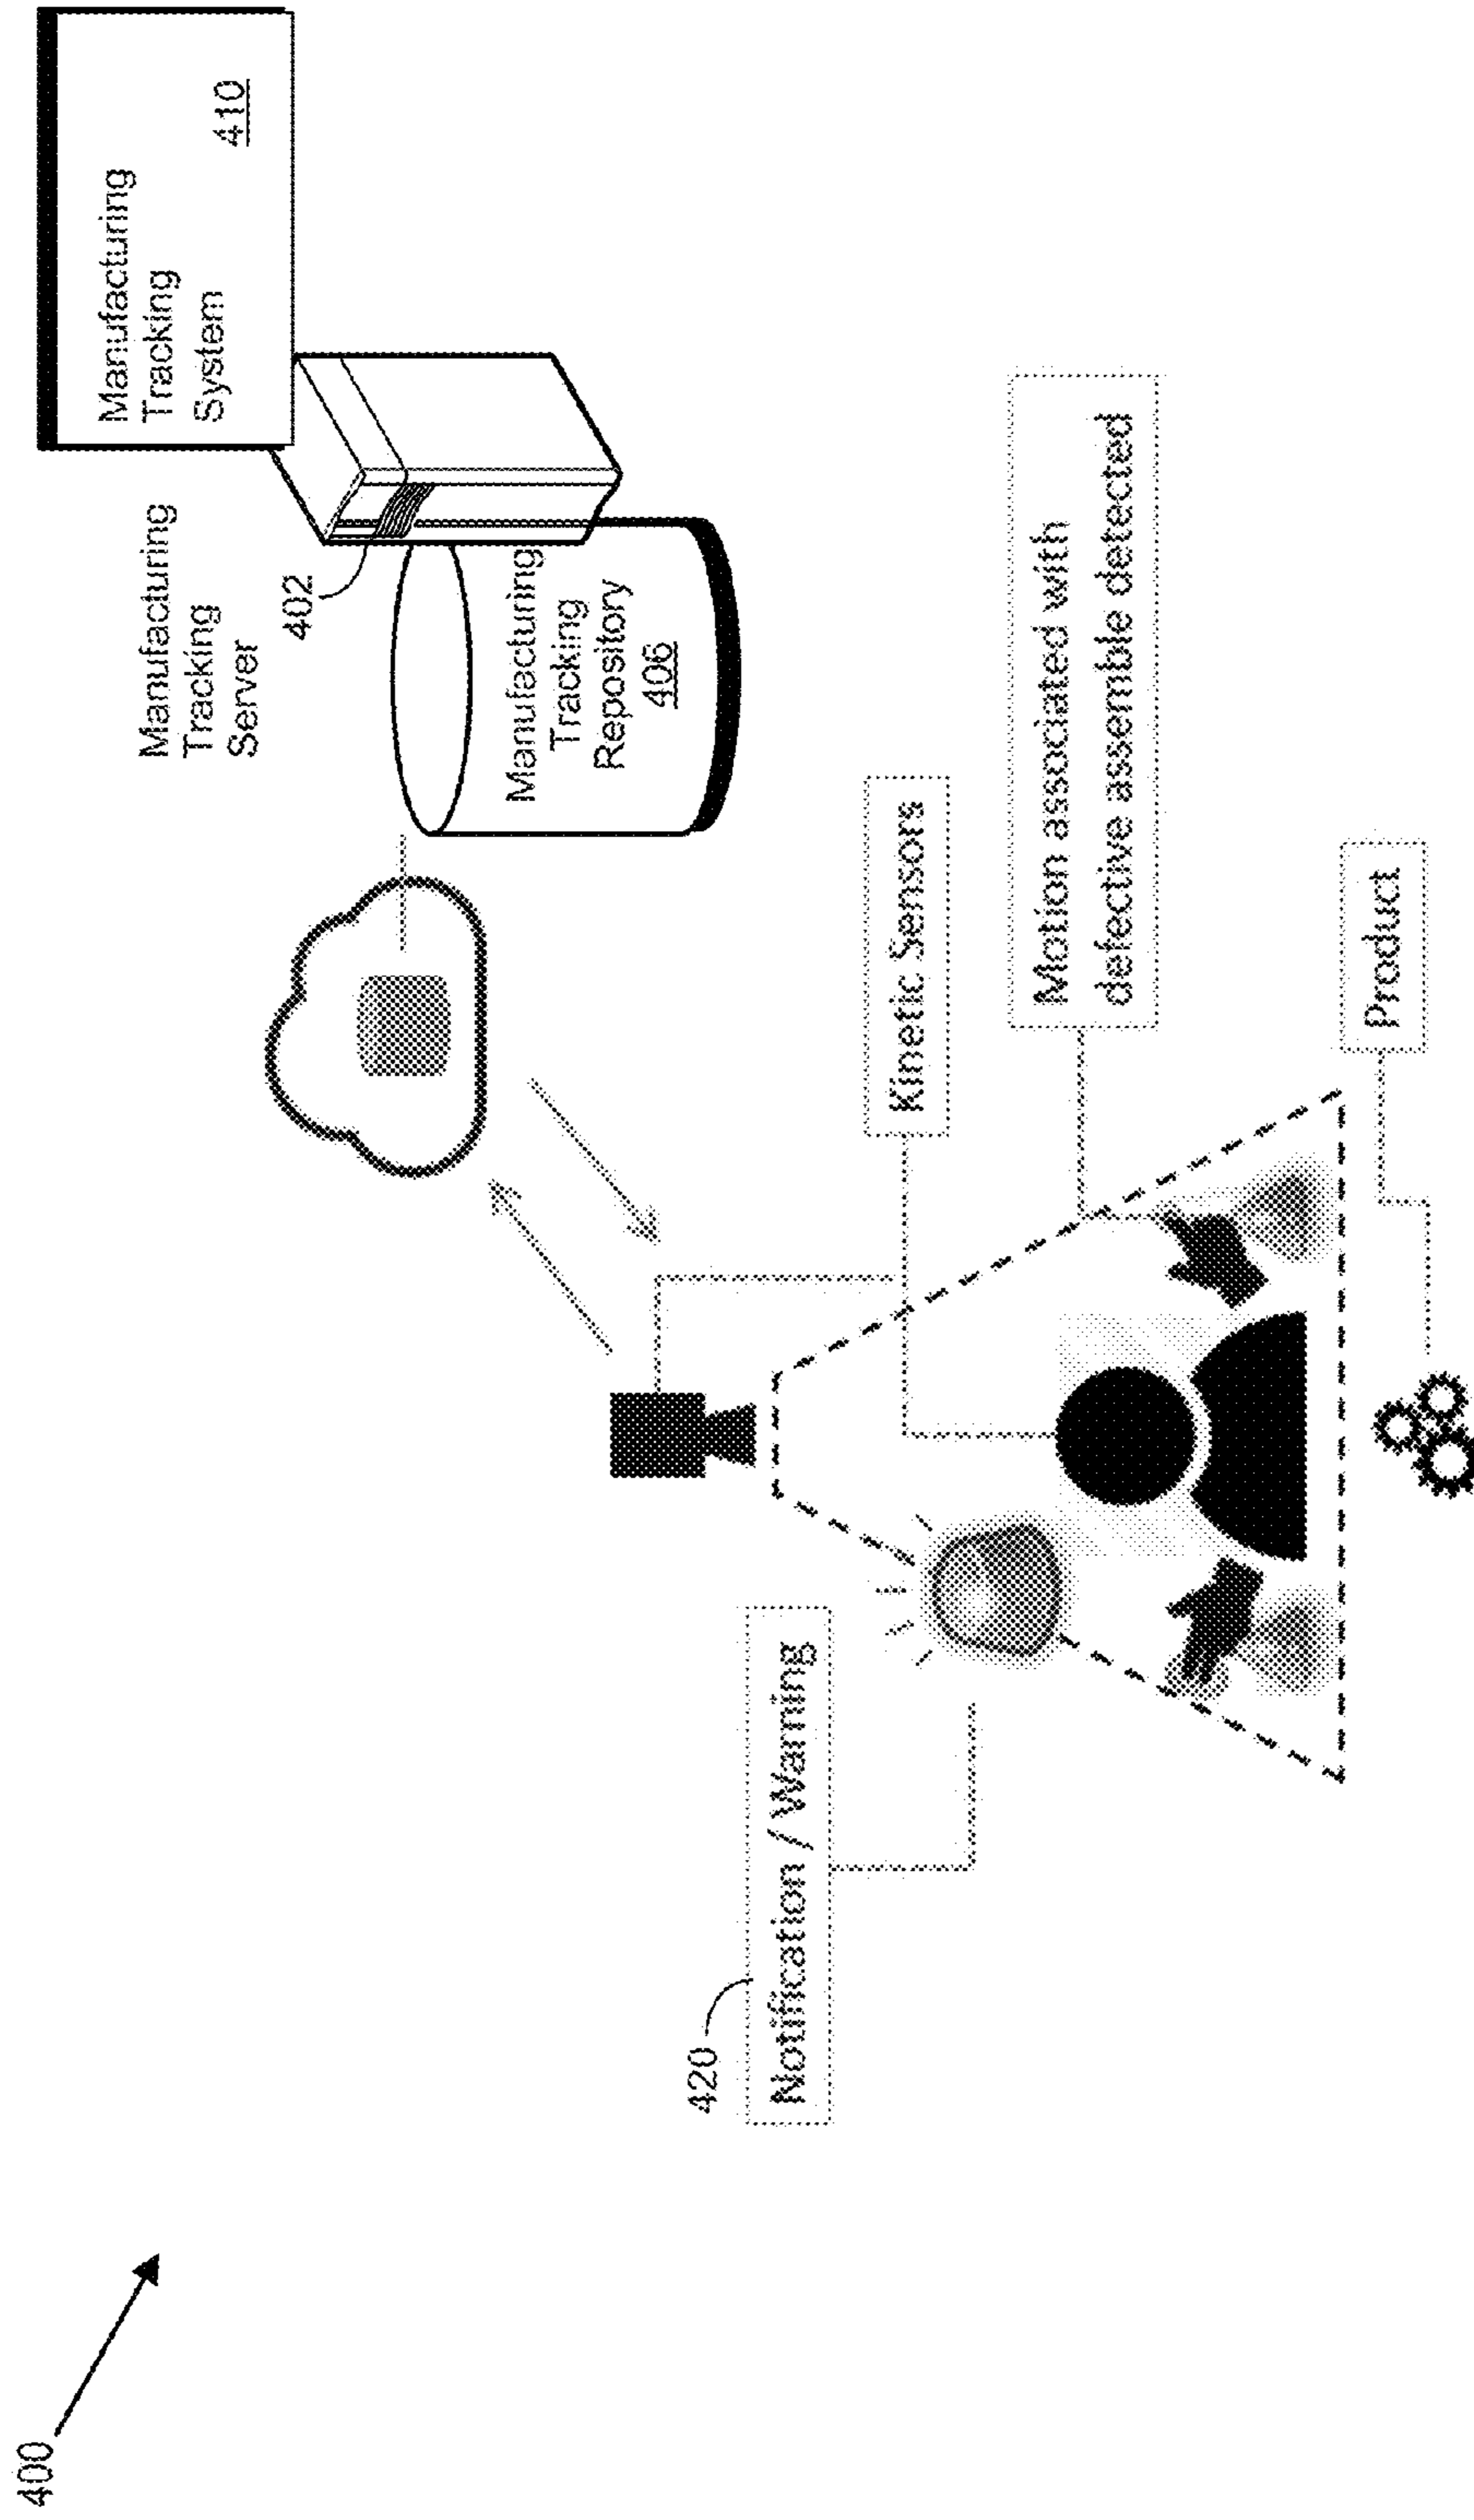 400
Manufacturing
Tracking
Server
402
Manufacturing
Tracking
System
410
Manufacturing
Tracking
Repository
406
420
Notification / Warning
Kinetic Sensors
Motion associated with
defective assemble detected
Product